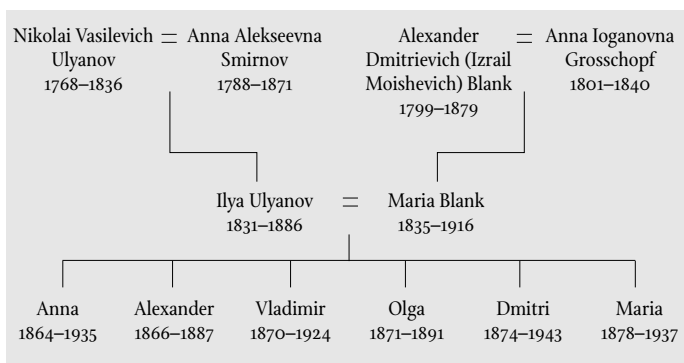 Nikolai Vasilevich
Ulyanov
1768–1836
=
Anna Alekseevna
Smirnov
1788–1871
Alexander
Dmitrievich (Izrail
Moishevich) Blank
1799–1879
=
Anna Ioganovna
Grosschopf
1801–1840
Ilya Ulyanov
1831–1886
=
Maria Blank
1835–1916
Anna
1864–1935
Alexander
1866–1887
Vladimir
1870–1924
Olga
1871–1891
Dmitri
1874–1943
Maria
1878–1937